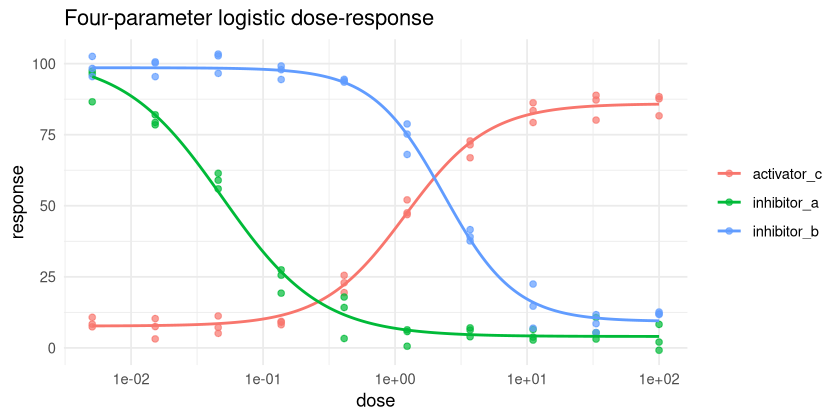 Four-parameter logistic dose-response
response
100
75
50
25
0
1e-02 1e-01 1e+00 1e+01 1e+02
dose
activator_c
inhibitor_a
inhibitor_b